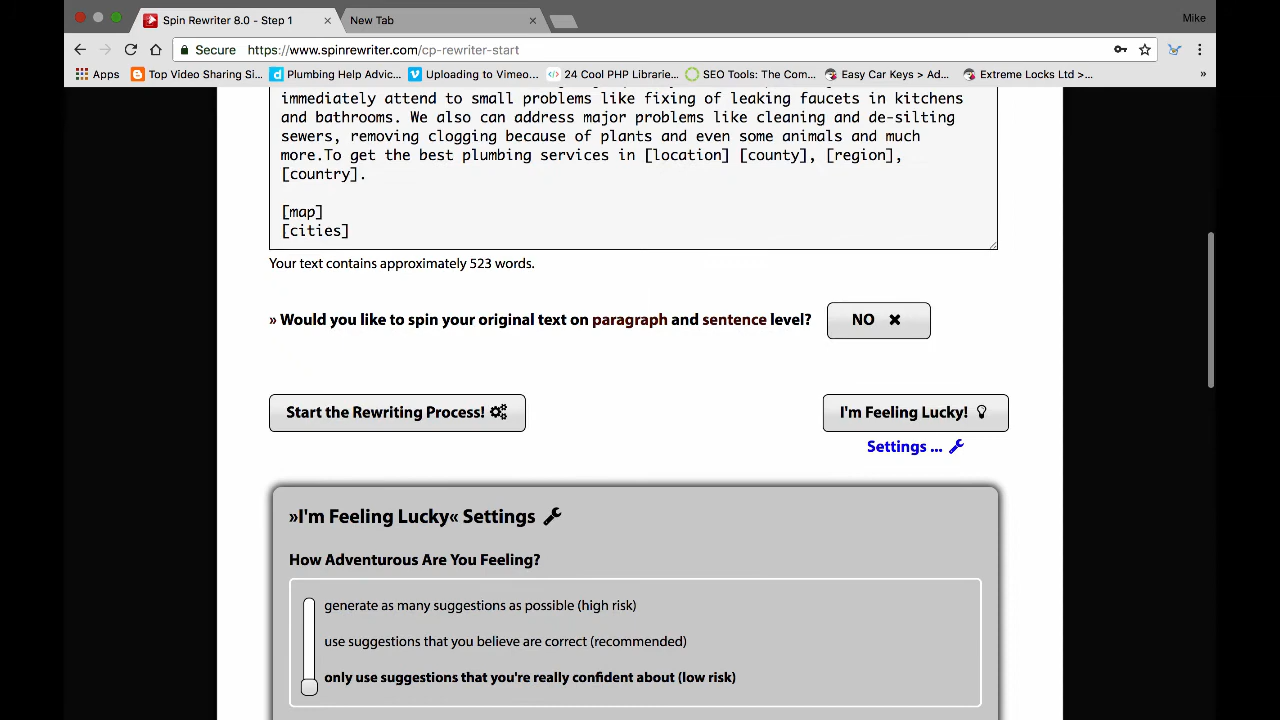 Spin Rewriter 8.0 - Step 1
New Tab
Mike
Secure https://www.spinrewriter.com/cp-rewriter-start
Apps Top Video Sharing Si... Plumbing Help Advic... Uploading to Vimeo... 24 Cool PHP Librarie... SEO Tools: The Com... Easy Car Keys > Ad... Extreme Locks Ltd >... »
immediately attend to small problems like fixing of leaking faucets in kitchens
and bathrooms. We also can address major problems like cleaning and de-silting
sewers, removing clogging because of plants and even some animals and much
more.To get the best plumbing services in [location] [county], [region],
[country].
[map]
[cities]
Your text contains approximately 523 words.
» Would you like to spin your original text on paragraph and sentence level? NO
Start the Rewriting Process! I'm Feeling Lucky!
Settings ...
»I'm Feeling Lucky« Settings
How Adventurous Are You Feeling?
generate as many suggestions as possible (high risk)
use suggestions that you believe are correct (recommended)
only use suggestions that you're really confident about (low risk)